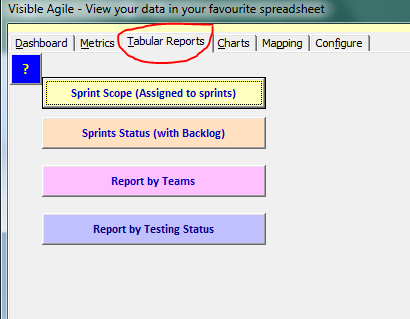 Visible Agile - View your data in your favourite spreadsheet
Dashboard Metrics Tabular Reports Charts Mapping Configure
?
Sprint Scope (Assigned to sprints)
Sprints Status (with Backlog)
Report by Teams
Report by Testing Status